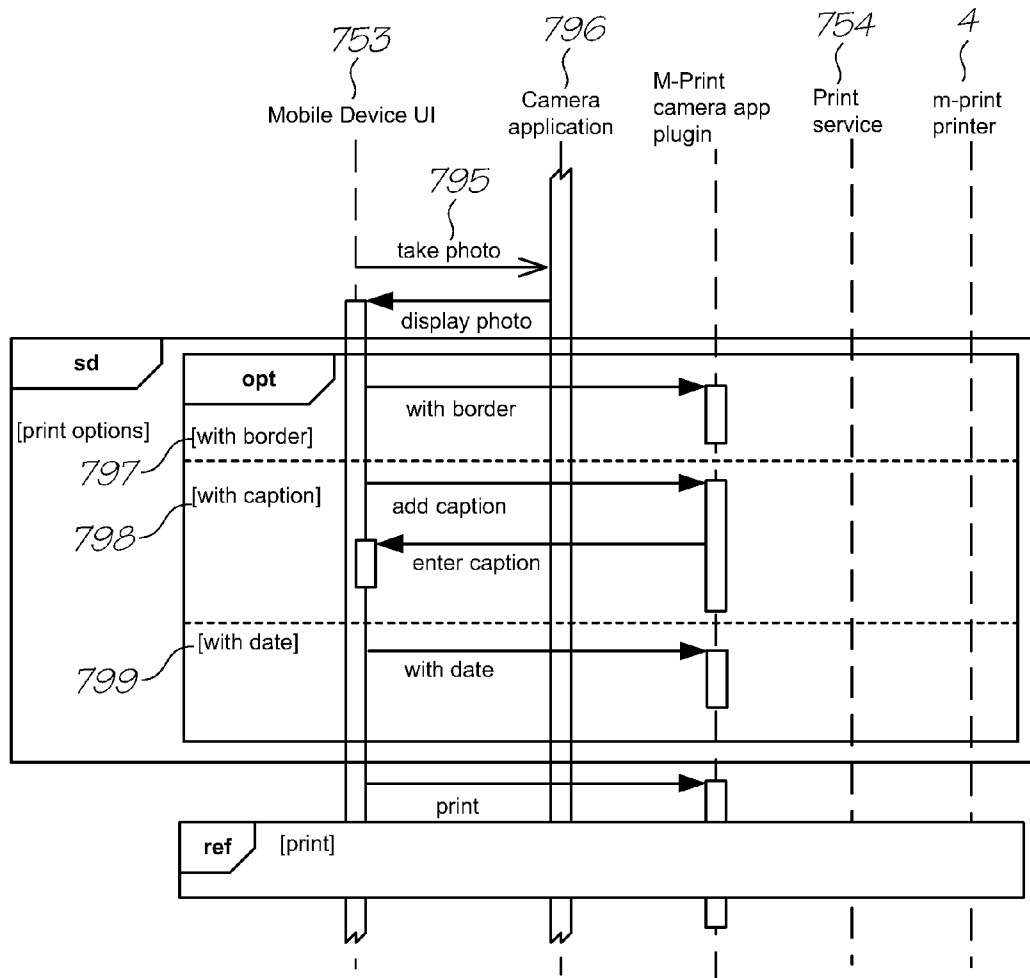 753
796
754
4
Mobile Device UI
Camera
application
M-Print
camera app
plugin
Print
service
m-print
printer
795
take photo
display photo
sd
opt
with border
[print options]
[with border]
797
[with caption]
add caption
798
enter caption
[with date]
with date
799
print
ref
[print]